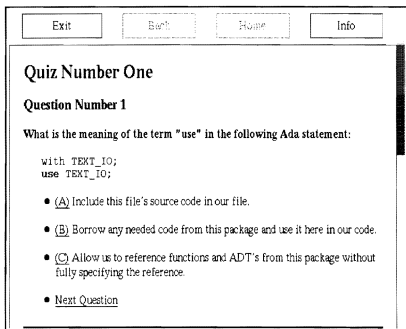 Exit Back Home Info
Quiz Number One
Question Number 1
What is the meaning of the term "use" in the following Ada statement:
with TEXT_IO;
use TEXT_IO;
(A) Include this file's source code in our file.
(B) Borrow any needed code from this package and use it here in our code.
(C) Allow us to reference functions and ADT's from this package without
fully specifying the reference.
Next Question